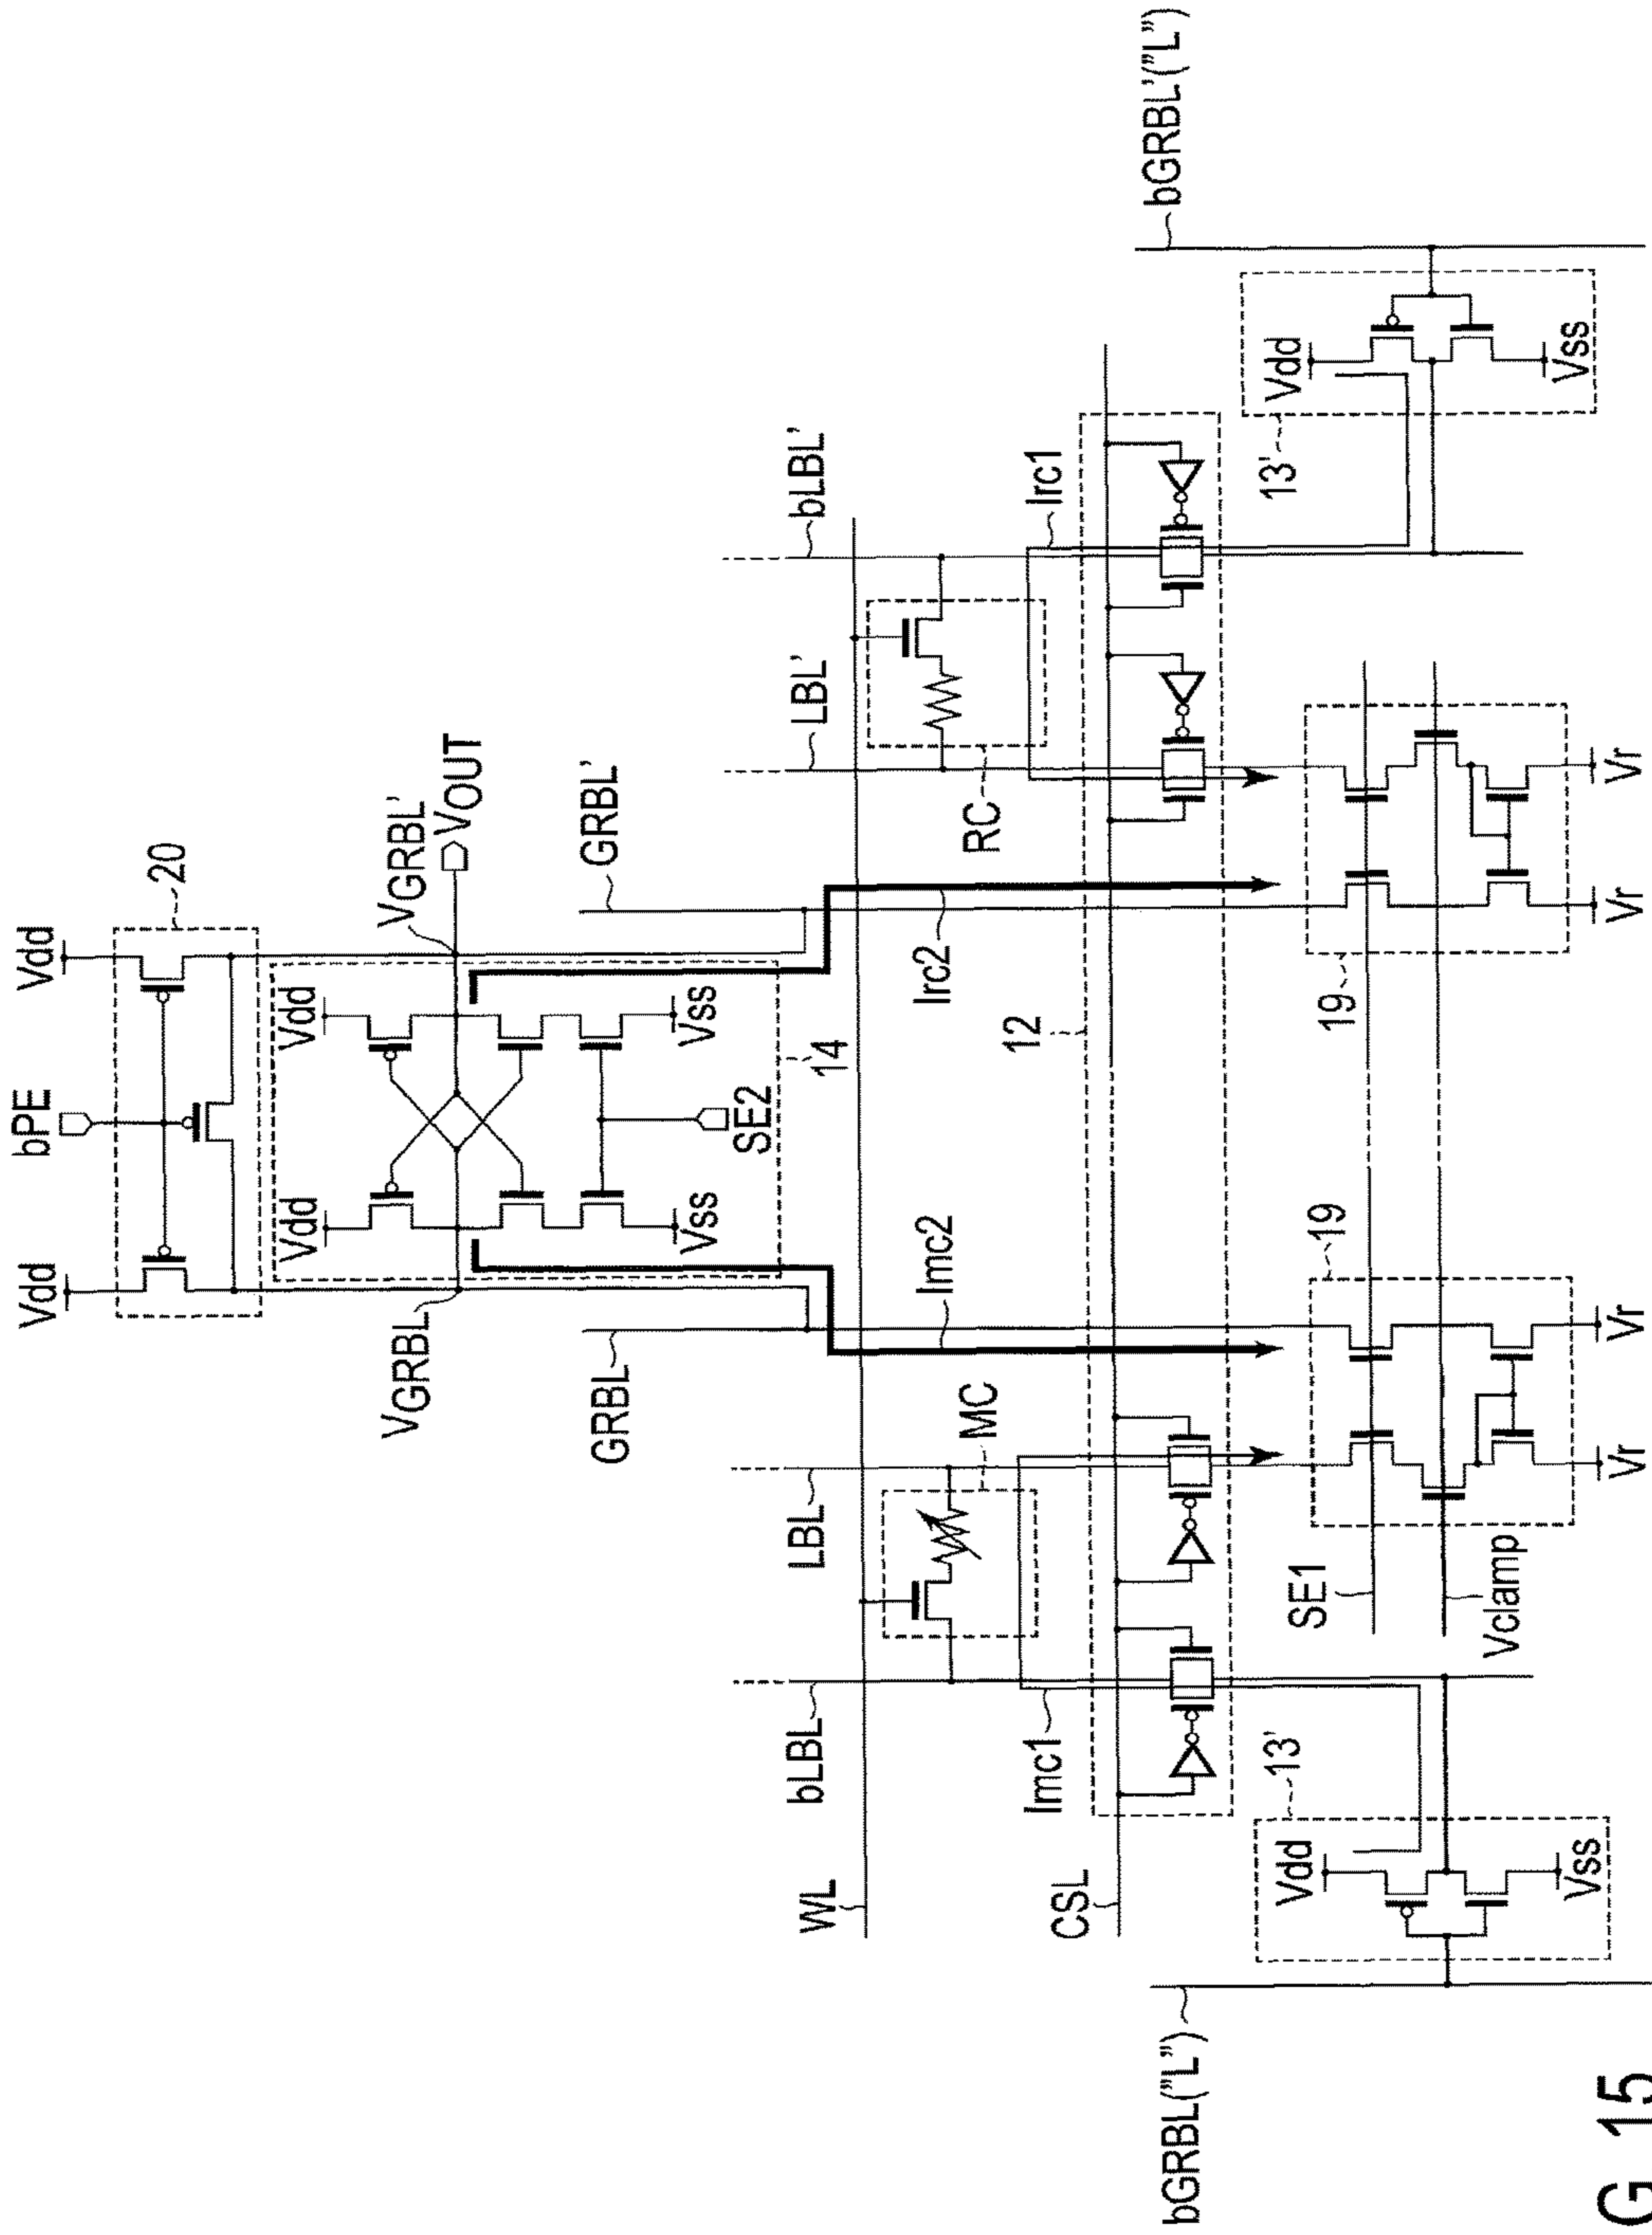 bPE
Vdd
Vdd
20
Vdd
Vdd
VGRBL
VGRBL'
VOUT
Vss
Vss
SE2
14
GRBL
GRBL'
bLBL
LBL
LBL'
bLBL'
WL
MC
Imc2
Irc2
RC
Imc1
Irc1
CSL
12
bGRBL("L")
bGRBL'("L")
13'
13'
Vdd
Vss
Vdd
Vss
SE1
19
19
Vclamp
Vr
Vr
Vr
Vr
G 15